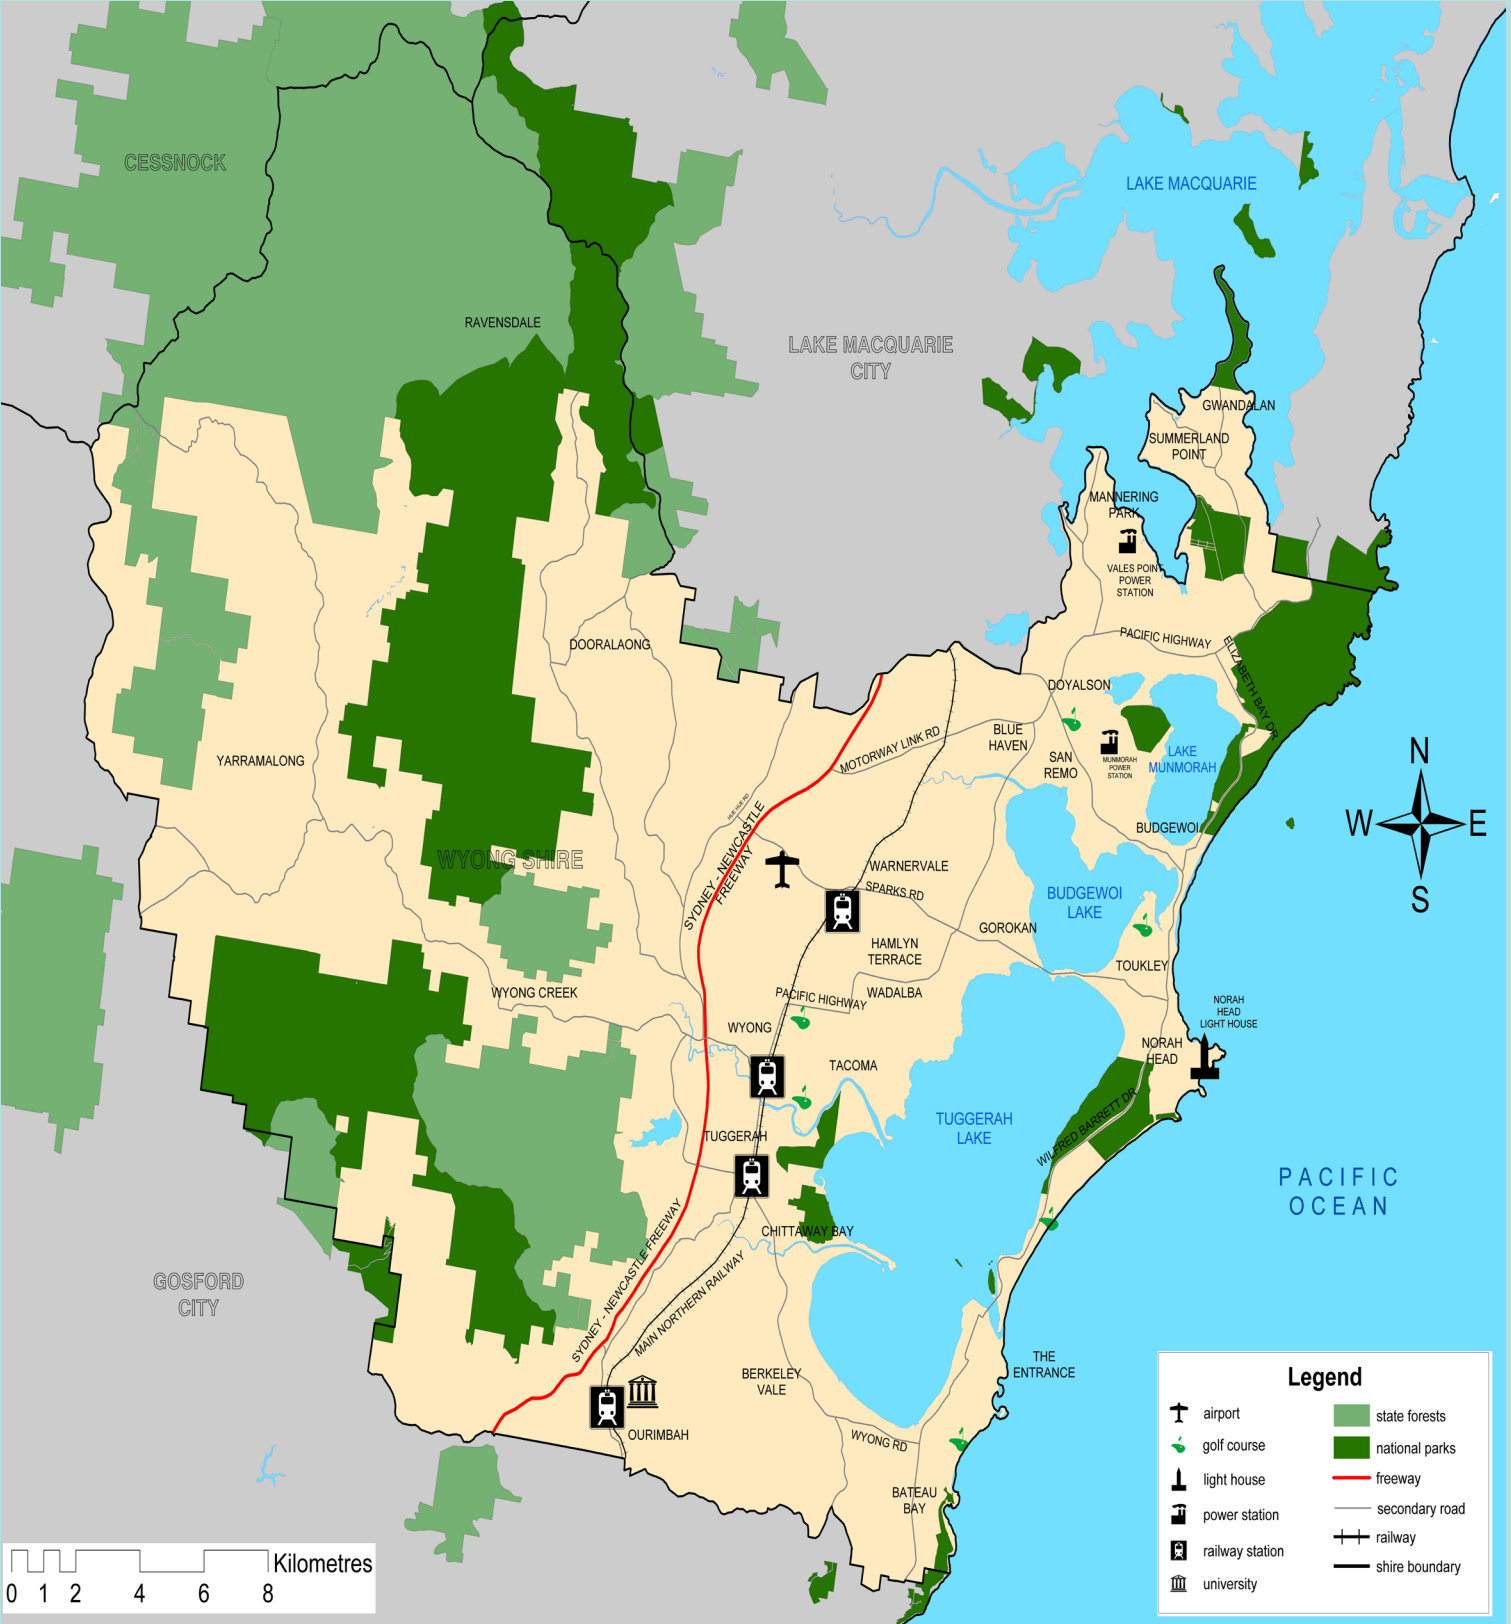 CESSNOCK
LAKE MACQUARIE
RAVENSDALE
LAKE MACQUARIE
CITY
GWANDALAN
SUMMERLAND
POINT
MANNERING
PARK
VALES POINT
POWER
STATION
PACIFIC HIGHWAY
ELIZABETH BAY DR
DOORALAONG
DOYALSON
BLUE
HAVEN
MOTORWAY LINK RD
SAN
REMO
MUNMORAH
POWER
STATION
LAKE
MUNMORAH
YARRAMALONG
HUE HUE RD
BUDGEWOI
WYONG SHIRE
SYDNEY - NEWCASTLE
FREEWAY
WARNERVALE
SPARKS RD
BUDGEWOI
LAKE
GOROKAN
HAMLYN
TERRACE
TOUKLEY
WYONG CREEK
PACIFIC HIGHWAY
WADALBA
NORAH
HEAD
LIGHT HOUSE
WYONG
NORAH
HEAD
TACOMA
TUGGERAH
LAKE
WILFRED BARRETT DR
TUGGERAH
CHITTAWAY BAY
PACIFIC
OCEAN
GOSFORD
CITY
SYDNEY - NEWCASTLE FREEWAY
MAIN NORTHERN RAILWAY
THE
ENTRANCE
BERKELEY
VALE
OURIMBAH
WYONG RD
BATEAU
BAY
N
W
E
S
Legend
airport
golf course
light house
power station
railway station
university
state forests
national parks
freeway
secondary road
railway
shire boundary
Kilometres
0 1 2 4 6 8